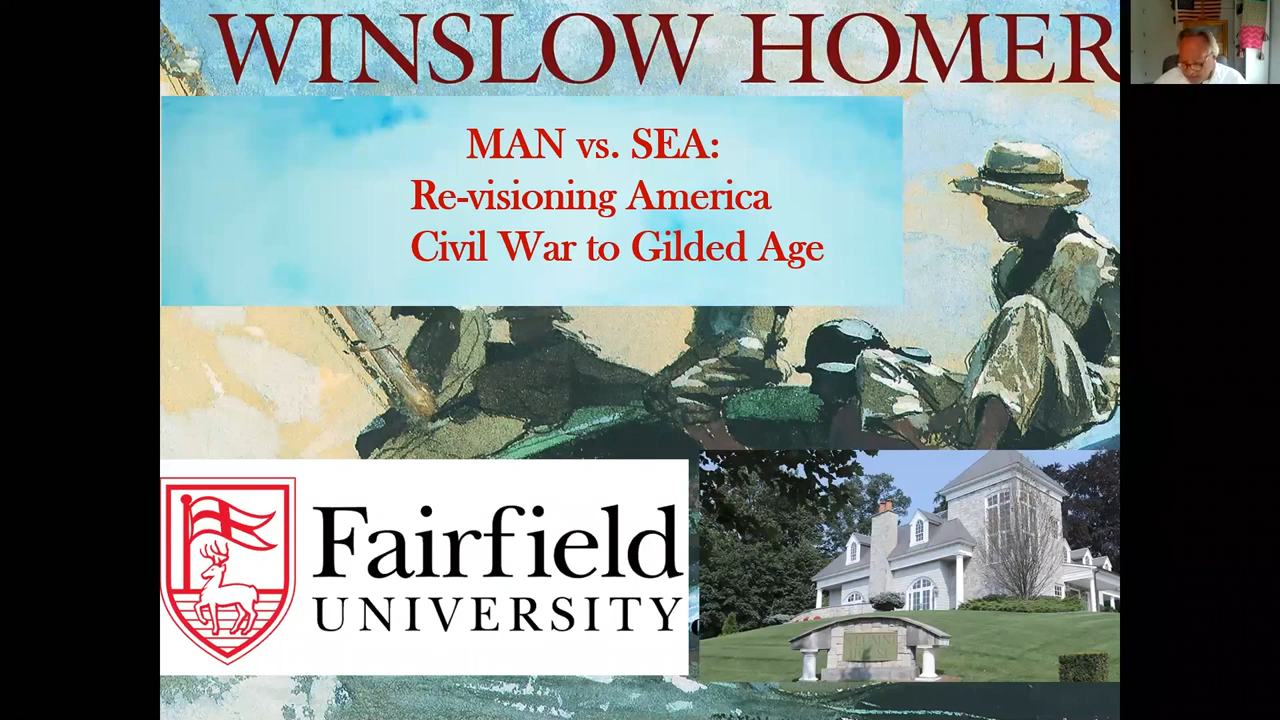 WINSLOW HOMER
MAN vs. SEA:
Re-visioning America
Civil War to Gilded Age
Fairfield
UNIVERSITY